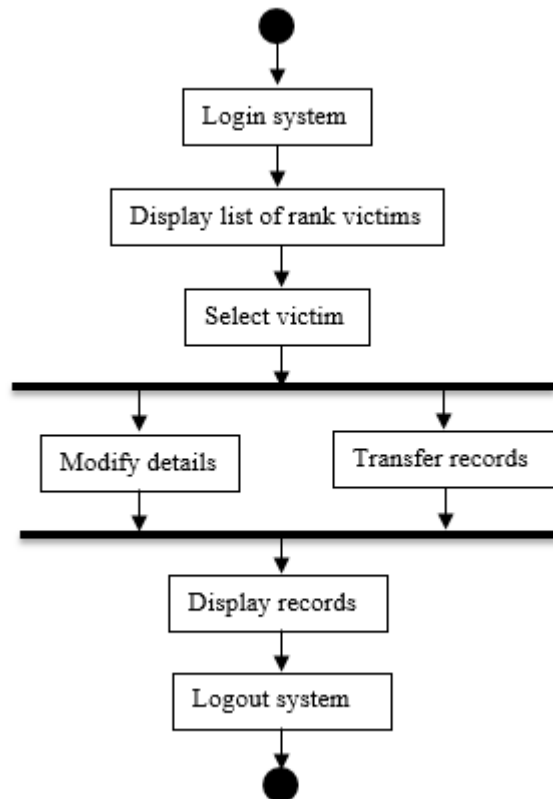 Login system
Display list of rank victims
Select victim
Modify details
Transfer records
Display records
Logout system